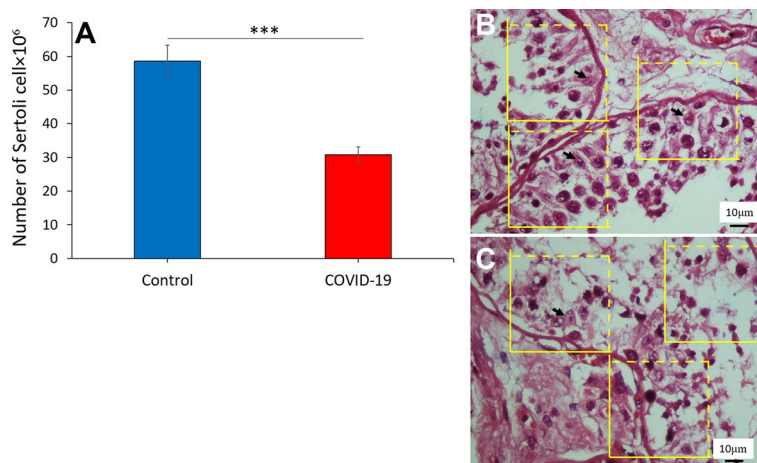 A
***
Number of Sertoli cell×10⁶
70
60
50
40
30
20
10
0
Control
COVID-19
B
10µm
C
10µm